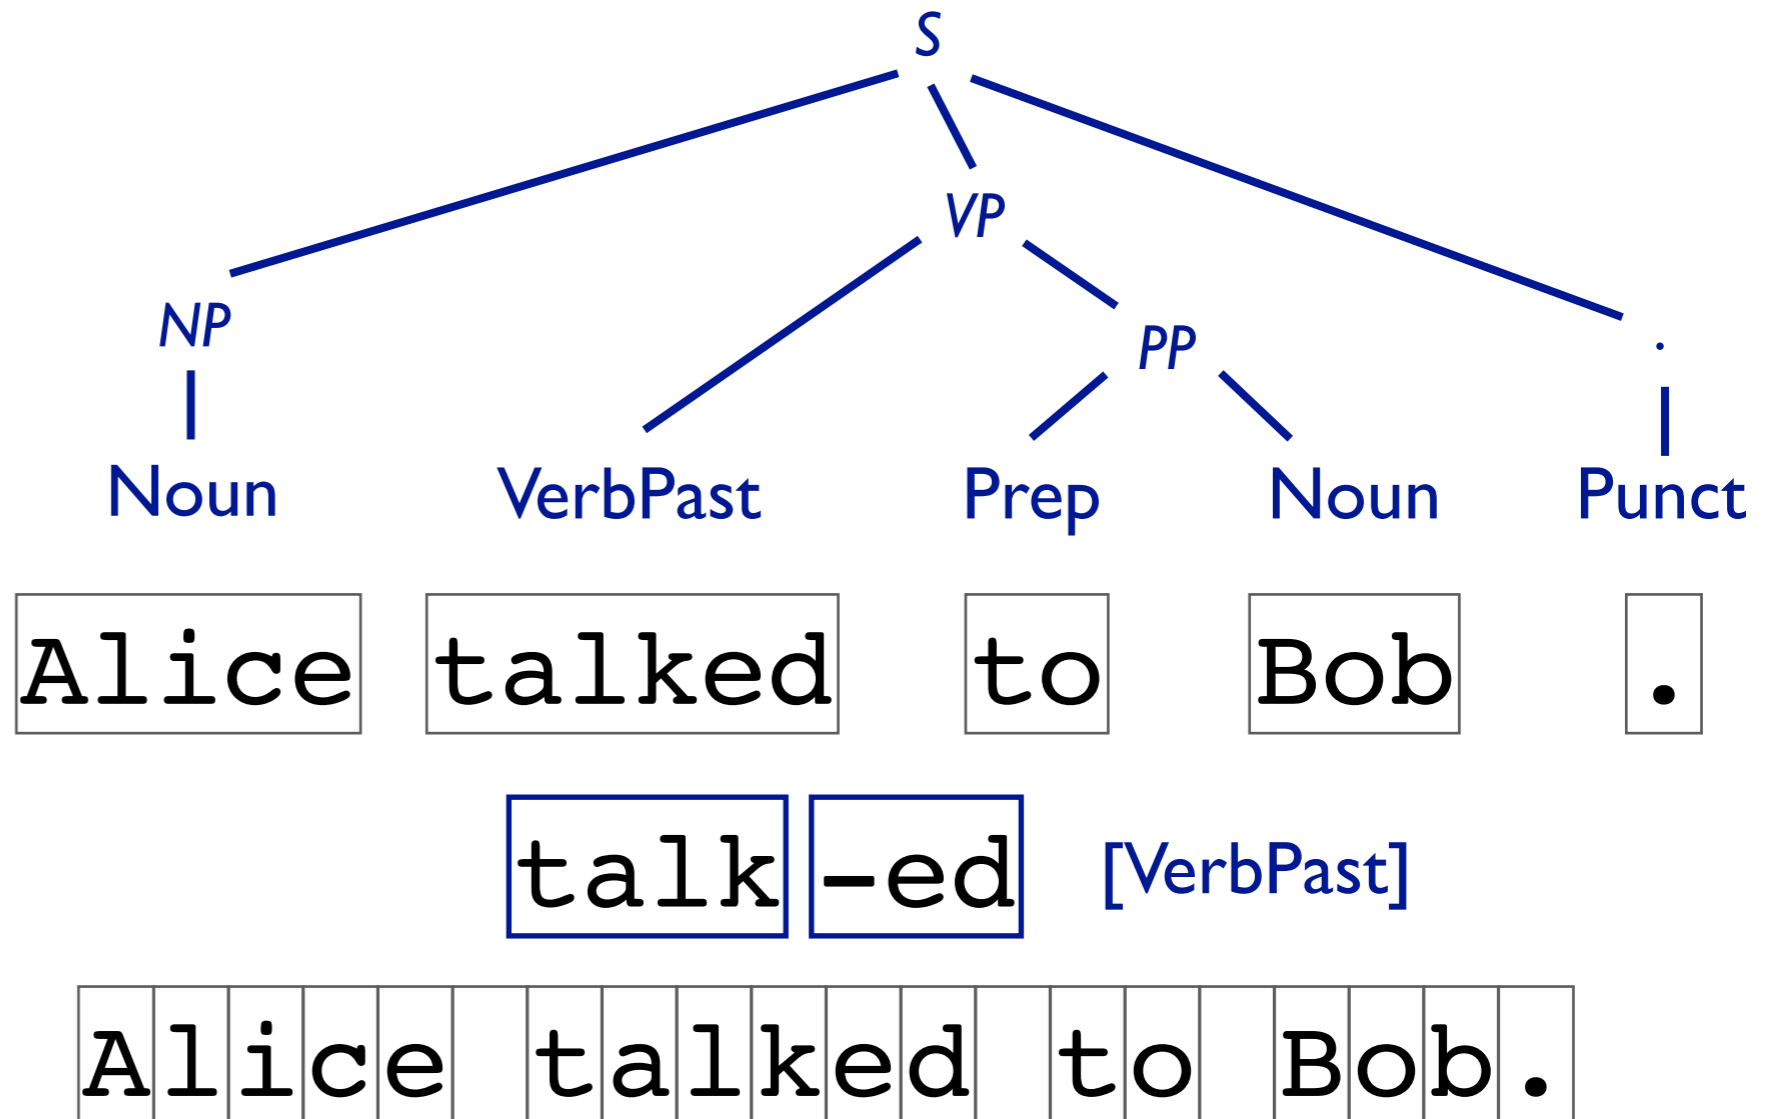 S
VP
NP
PP
.
Noun VerbPast Prep Noun Punct
Alice talked to Bob .
talk -ed [VerbPast]
Alice talked to Bob.